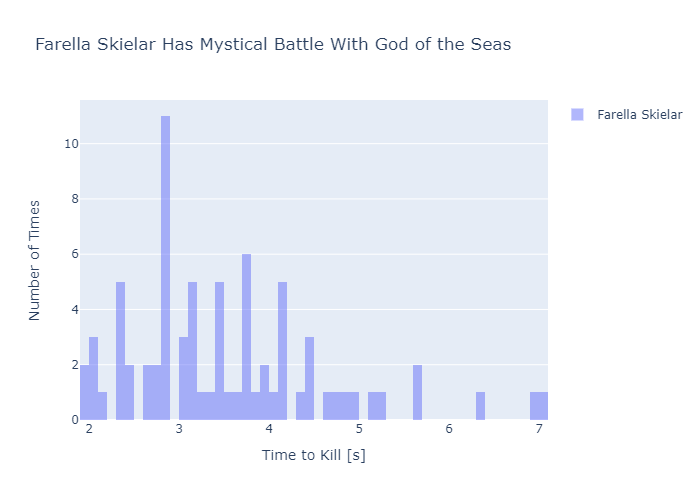 Farella Skielar Has Mystical Battle With God of the Seas
Farella Skielar
10
8
6
4
2
0
Number of Times
2 3 4 5 6 7
Time to Kill [s]